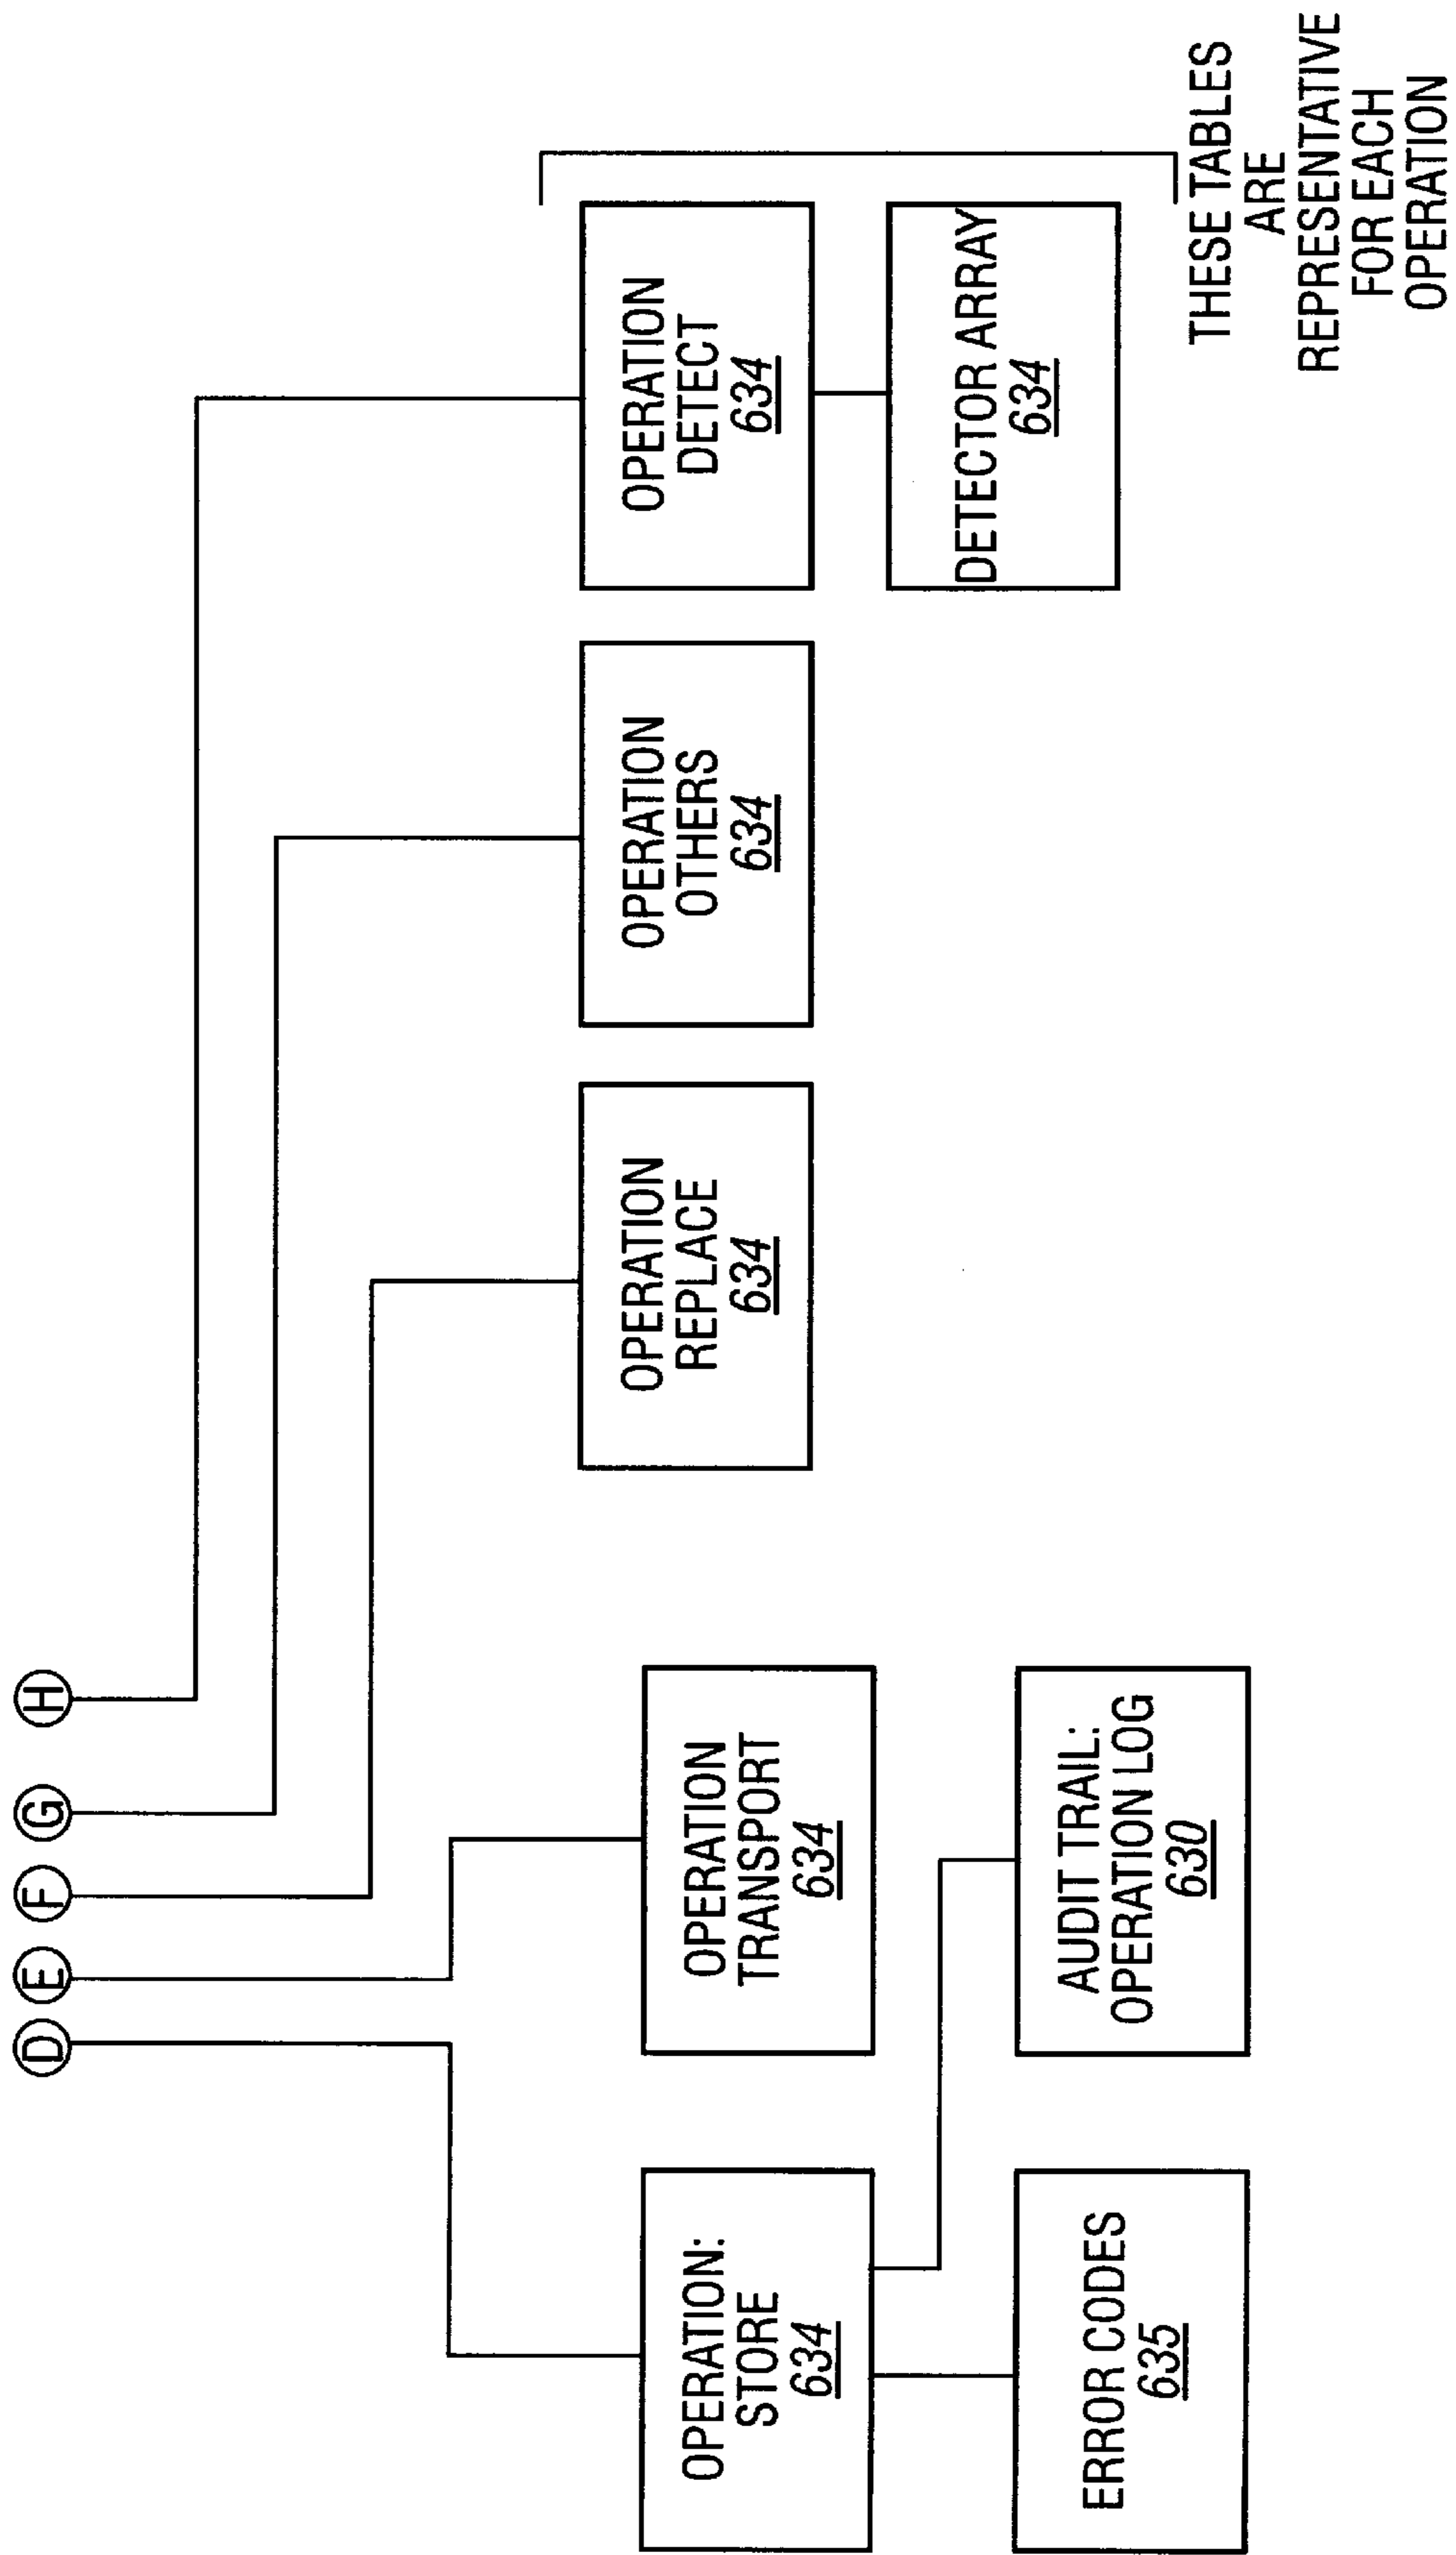 D
E
F
G
H
OPERATION:
STORE
634
OPERATION
TRANSPORT
634
OPERATION
REPLACE
634
OPERATION
OTHERS
634
OPERATION
DETECT
634
ERROR CODES
635
AUDIT TRAIL:
OPERATION LOG
630
DETECTOR ARRAY
634
THESE TABLES
ARE
REPRESENTATIVE
FOR EACH
OPERATION